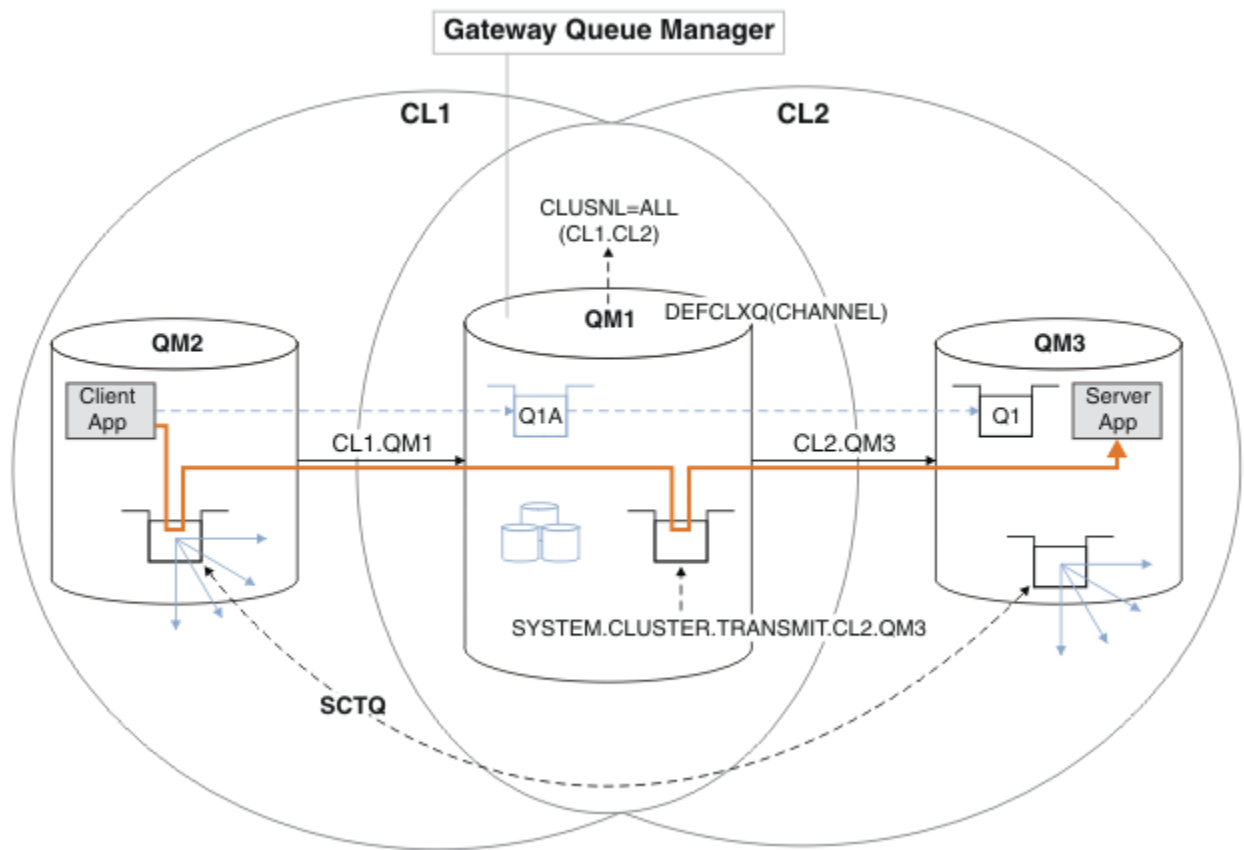 Gateway Queue Manager
CL1
CL2
CLUSNL=ALL
(CL1.CL2)
QM2
QM1
DEFCLXQ(CHANNEL)
QM3
Client
App
Q1A
Q1
Server
App
CL1.QM1
CL2.QM3
SYSTEM.CLUSTER.TRANSMIT.CL2.QM3
SCTQ